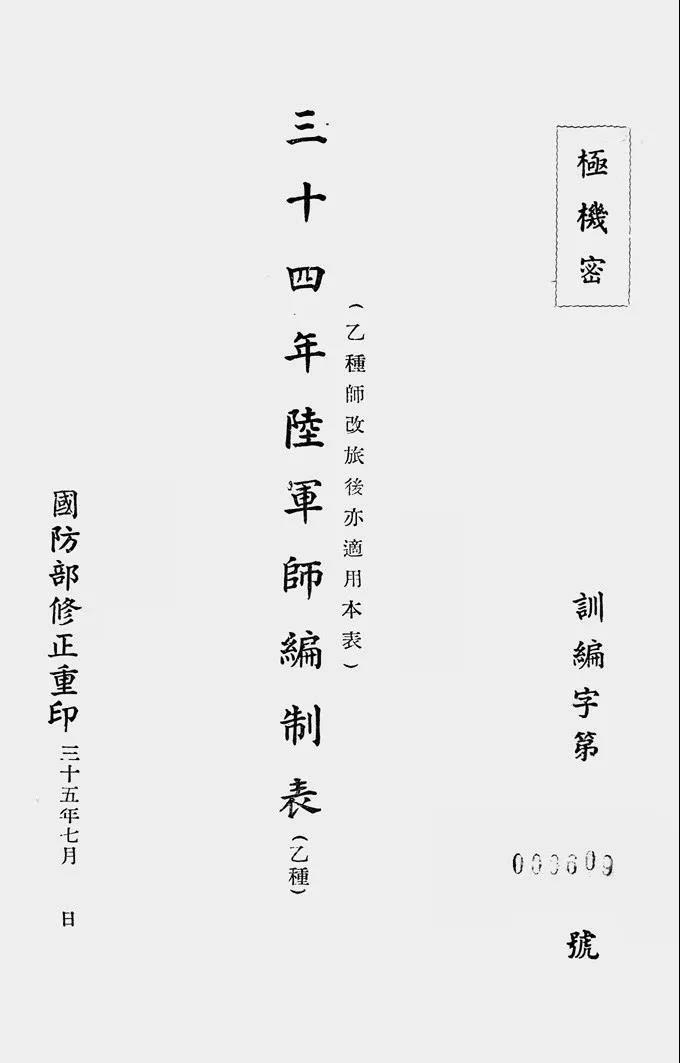 極機密
訓編字第
000609
號
(乙種師改旅後亦適用本表)
三十四年陸軍師編制表(乙種)
國防部修正重印三十五年七月 日